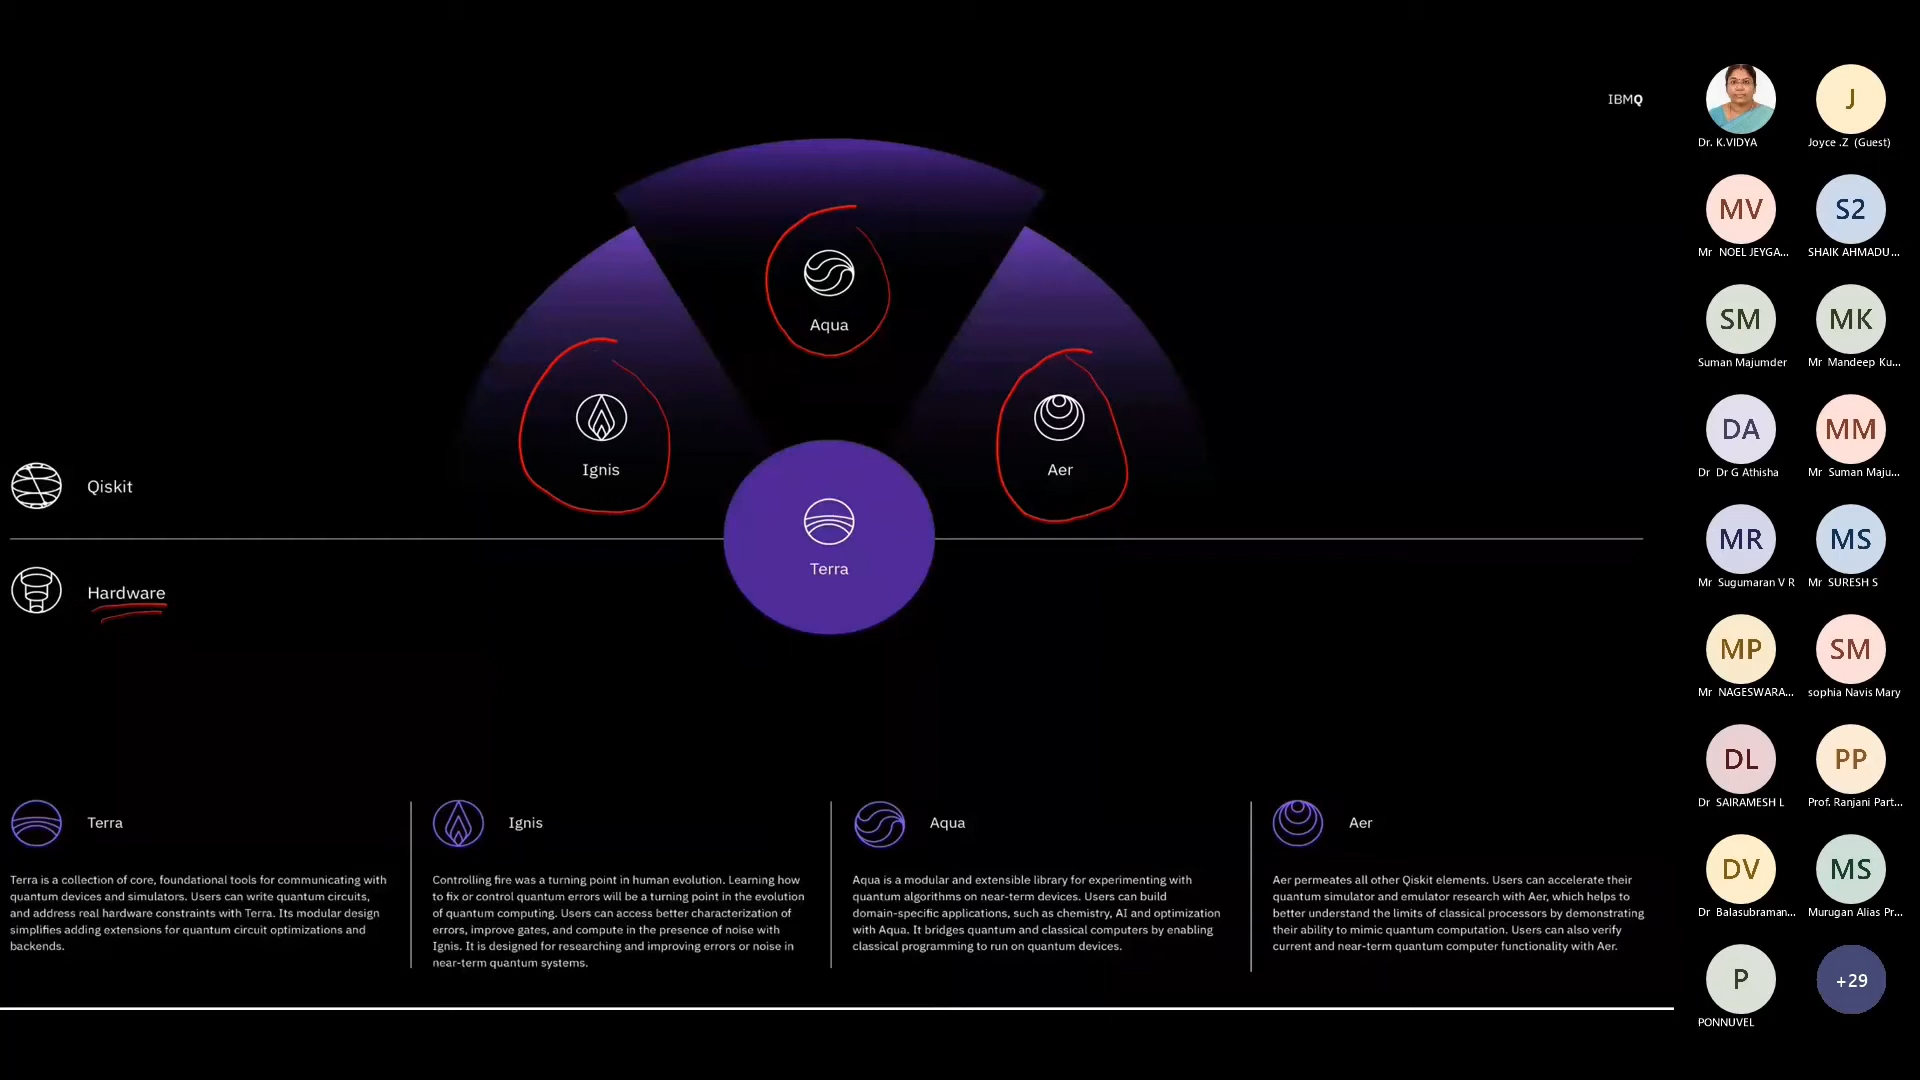 IBMQ
Aqua
Ignis
Aer
Qiskit
Terra
Hardware
Terra
Terra is a collection of core, foundational tools for communicating with
quantum devices and simulators. Users can write quantum circuits,
and address real hardware constraints with Terra. Its modular design
simplifies adding extensions for quantum circuit optimizations and
backends.
Ignis
Controlling fire was a turning point in human evolution. Learning how
to fix or control quantum errors will be a turning point in the evolution
of quantum computing. Users can access better characterization of
errors, improve gates, and compute in the presence of noise with
Ignis. It is designed for researching and improving errors or noise in
near-term quantum systems.
Aqua
Aqua is a modular and extensible library for experimenting with
quantum algorithms on near-term devices. Users can build
domain-specific applications, such as chemistry, AI and optimization
with Aqua. It bridges quantum and classical computers by enabling
classical programming to run on quantum devices.
Aer
Aer permeates all other Qiskit elements. Users can accelerate their
quantum simulator and emulator research with Aer, which helps to
better understand the limits of classical processors by demonstrating
their ability to mimic quantum computation. Users can also verify
current and near-term quantum computer functionality with Aer.
J
Dr. K.VIDYA
Joyce .Z (Guest)
MV
S2
Mr NOEL JEYGA...
SHAIK AHMADU...
SM
MK
Suman Majumder
Mr Mandeep Ku...
DA
MM
Dr Dr G Athisha
Mr Suman Maju...
MR
MS
Mr Sugumaran V R
Mr SURESH S
MP
SM
Mr NAGESWARA...
sophia Navis Mary
DL
PP
Dr SAIRAMESH L
Prof. Ranjani Part...
DV
MS
Dr Balasubraman...
Murugan Alias Pr...
P
+29
PONNUVEL